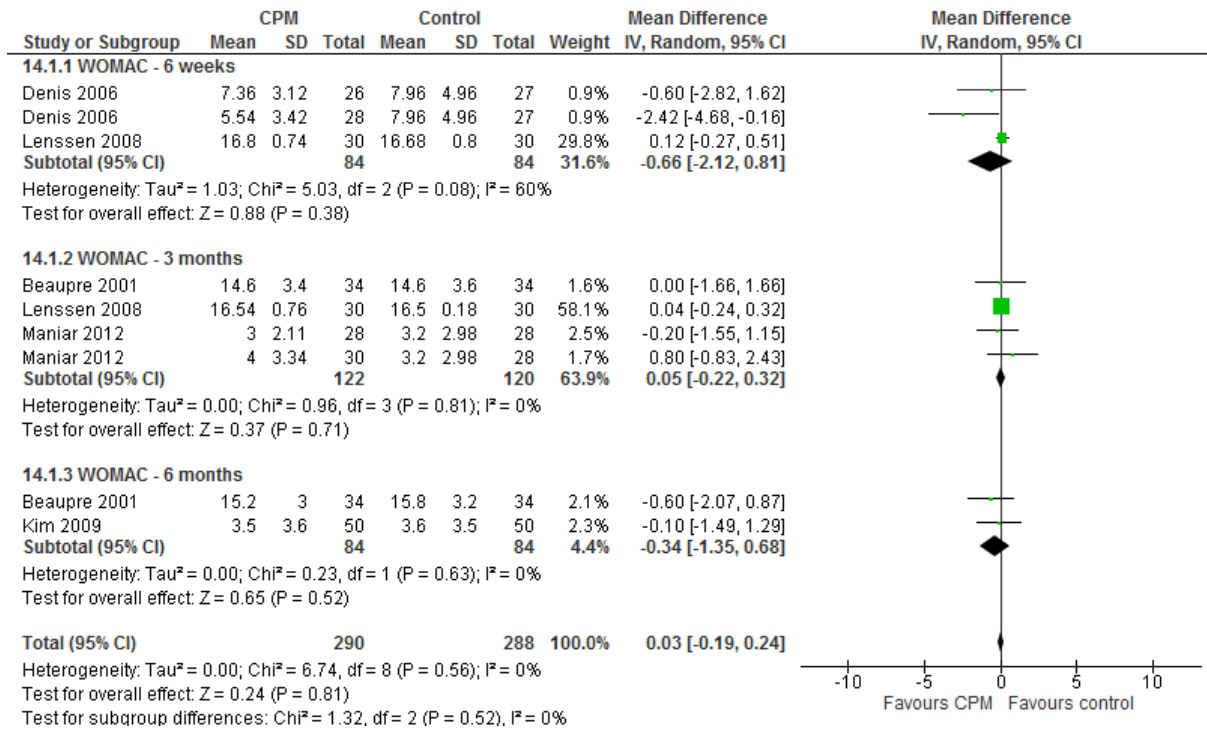 CPM Control Mean Difference Mean Difference
Study or Subgroup Mean SD Total Mean SD Total Weight IV, Random, 95% CI IV, Random, 95% CI
14.1.1 WOMAC - 6 weeks
Denis 2006 7.36 3.12 26 7.96 4.96 27 0.9% -0.60 [-2.82, 1.62]
Denis 2006 5.54 3.42 28 7.96 4.96 27 0.9% -2.42 [-4.68, -0.16]
Lenssen 2008 16.8 0.74 30 16.68 0.8 30 29.8% 0.12 [-0.27, 0.51]
Subtotal (95% CI) 84 84 31.6% -0.66 [-2.12, 0.81]
Heterogeneity: Tau² = 1.03; Chi² = 5.03, df = 2 (P = 0.08); I² = 60%
Test for overall effect: Z = 0.88 (P = 0.38)
14.1.2 WOMAC - 3 months
Beaupre 2001 14.6 3.4 34 14.6 3.6 34 1.6% 0.00 [-1.66, 1.66]
Lenssen 2008 16.54 0.76 30 16.5 0.18 30 58.1% 0.04 [-0.24, 0.32]
Maniar 2012 3 2.11 28 3.2 2.98 28 2.5% -0.20 [-1.55, 1.15]
Maniar 2012 4 3.34 30 3.2 2.98 28 1.7% 0.80 [-0.83, 2.43]
Subtotal (95% CI) 122 120 63.9% 0.05 [-0.22, 0.32]
Heterogeneity: Tau² = 0.00; Chi² = 0.96, df = 3 (P = 0.81); I² = 0%
Test for overall effect: Z = 0.37 (P = 0.71)
14.1.3 WOMAC - 6 months
Beaupre 2001 15.2 3 34 15.8 3.2 34 2.1% -0.60 [-2.07, 0.87]
Kim 2009 3.5 3.6 50 3.6 3.5 50 2.3% -0.10 [-1.49, 1.29]
Subtotal (95% CI) 84 84 4.4% -0.34 [-1.35, 0.68]
Heterogeneity: Tau² = 0.00; Chi² = 0.23, df = 1 (P = 0.63); I² = 0%
Test for overall effect: Z = 0.65 (P = 0.52)
Total (95% CI) 290 288 100.0% 0.03 [-0.19, 0.24]
Heterogeneity: Tau² = 0.00; Chi² = 6.74, df = 8 (P = 0.56); I² = 0%
Test for overall effect: Z = 0.24 (P = 0.81)
Test for subgroup differences: Chi² = 1.32, df = 2 (P = 0.52), I² = 0%
-10 -5 0 5 10
Favours CPM Favours control